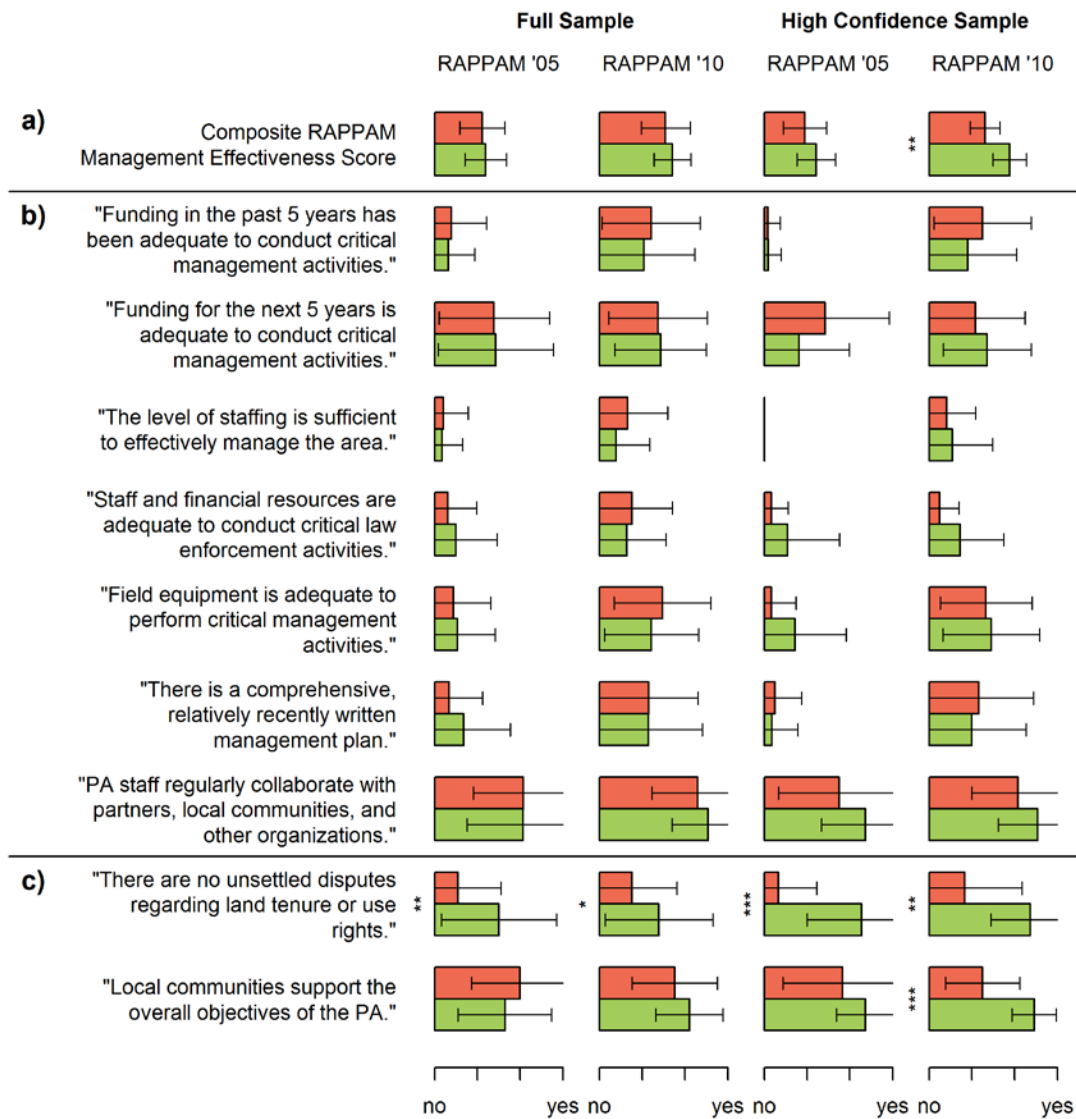 Full Sample High Confidence Sample
RAPPAM '05 RAPPAM '10 RAPPAM '05 RAPPAM '10
a)
Composite RAPPAM
Management Effectiveness Score
**
b)
"Funding in the past 5 years has
been adequate to conduct critical
management activities."
"Funding for the next 5 years is
adequate to conduct critical
management activities."
"The level of staffing is sufficient
to effectively manage the area."
"Staff and financial resources are
adequate to conduct critical law
enforcement activities."
"Field equipment is adequate to
perform critical management
activities."
"There is a comprehensive,
relatively recently written
management plan."
"PA staff regularly collaborate with
partners, local communities, and
other organizations."
c)
"There are no unsettled disputes
regarding land tenure or use
rights."
** * *** **
"Local communities support the
overall objectives of the PA."
***
no yes no yes no yes no yes